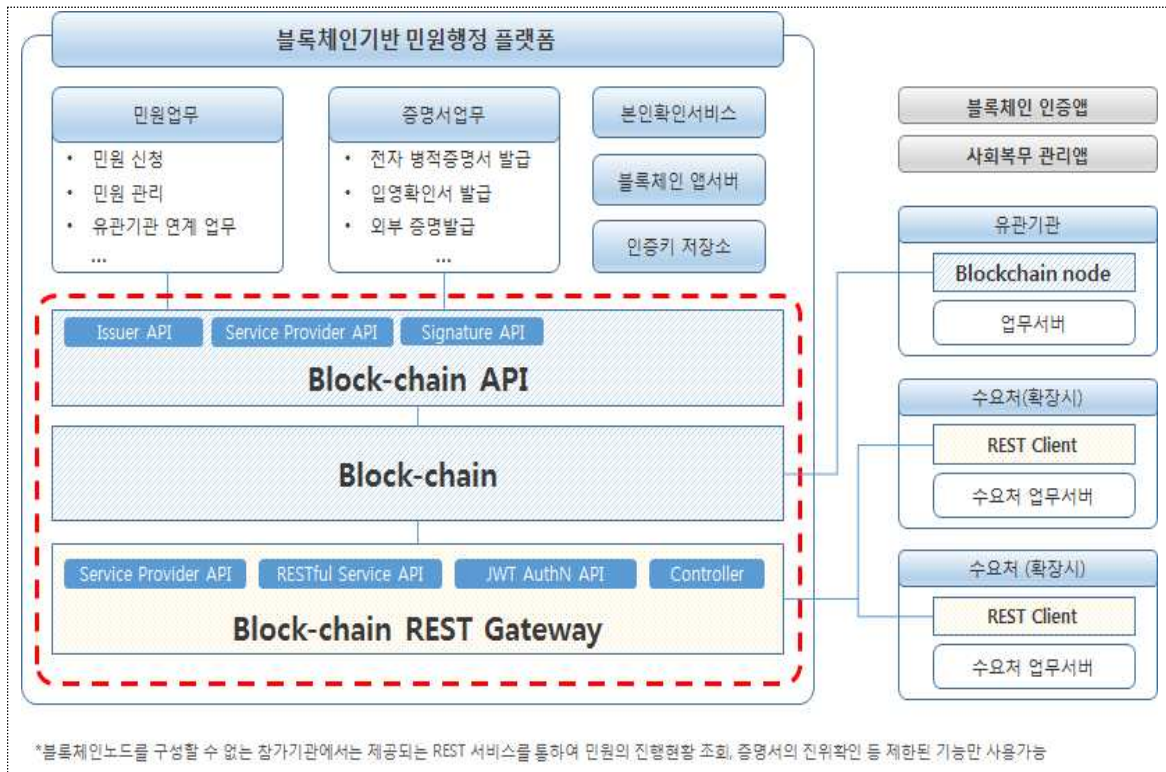 블록체인기반 민원행정 플랫폼
민원업무
• 민원 신청
• 민원 관리
• 유관기관 연계 업무
...
증명서업무
• 전자 병적증명서 발급
• 입영확인서 발급
• 외부 증명발급
...
본인확인서비스
블록체인 앱서버
인증키 저장소
블록체인 인증앱
사회복무 관리앱
유관기관
Blockchain node
업무서버
Issuer API
Service Provider API
Signature API
Block-chain API
Block-chain
Service Provider API
RESTful Service API
JWT AuthN API
Controller
Block-chain REST Gateway
수요처(확장시)
REST Client
수요처 업무서버
수요처 (확장시)
REST Client
수요처 업무서버
*블록체인노드를 구성할 수 없는 참가기관에서는 제공되는 REST 서비스를 통하여 민원의 진행현황 조회, 증명서의 진위확인 등 제한된 기능만 사용가능